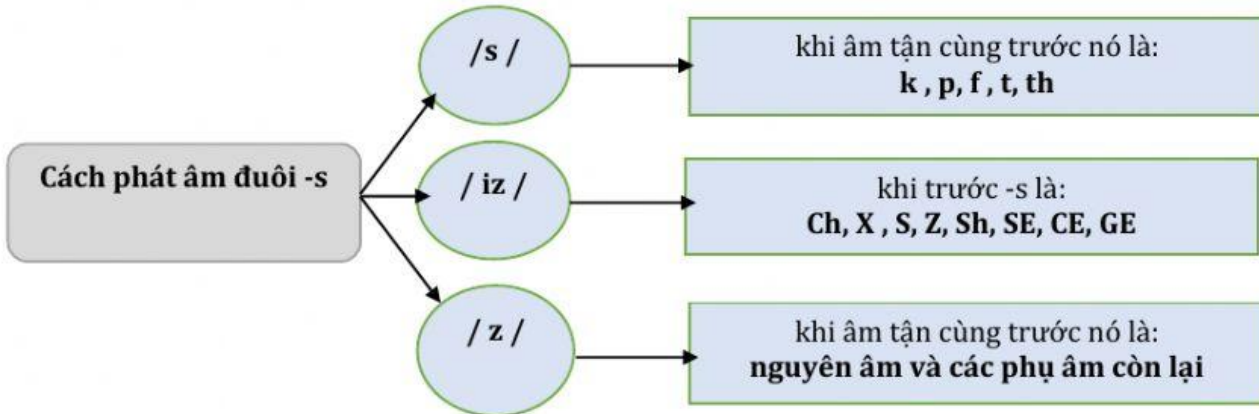 Cách phát âm đuôi -s
/s /
khi âm tận cùng trước nó là:
k , p, f , t, th
/ iz /
khi trước -s là:
Ch, X , S, Z, Sh, SE, CE, GE
/ z /
khi âm tận cùng trước nó là:
nguyên âm và các phụ âm còn lại